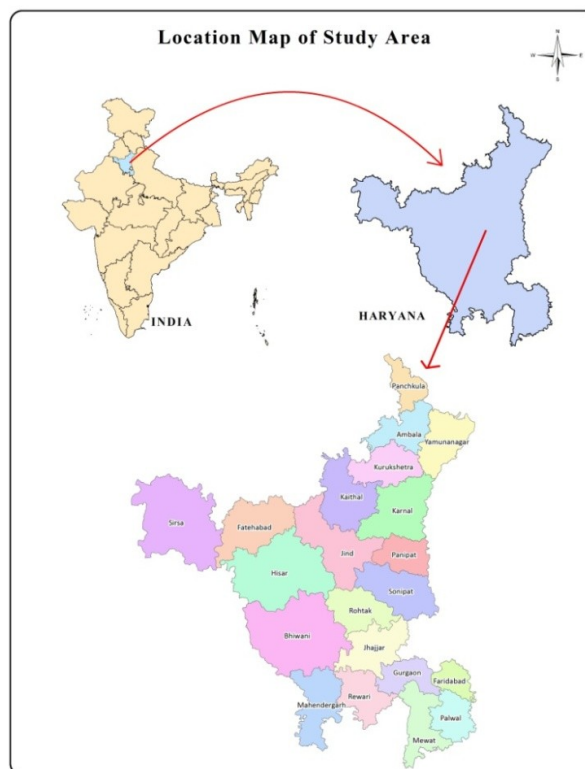 Location Map of Study Area
N
W
E
S
INDIA
HARYANA
Panchkula
Ambala
Yamunanagar
Kurukshetra
Kaithal
Karnal
Sirsa
Fatehabad
Jind
Panipat
Hisar
Sonipat
Rohtak
Bhiwani
Jhajjar
Gurgaon
Faridabad
Rewari
Mahendergarh
Palwal
Mewat